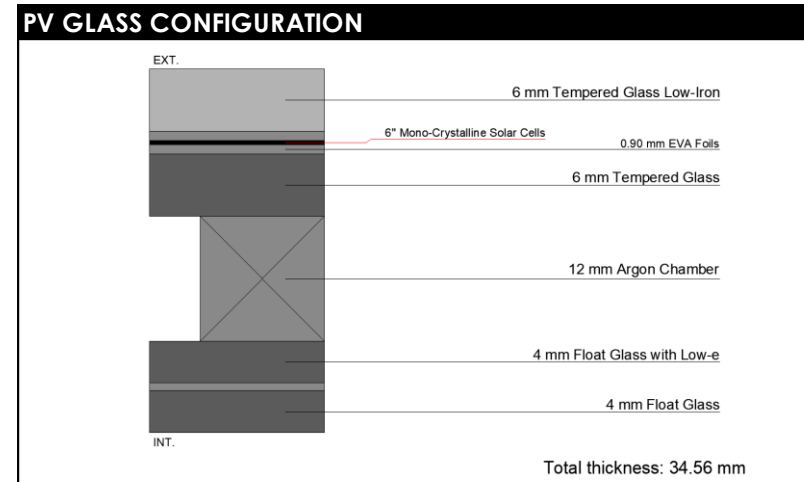 PV GLASS CONFIGURATION
EXT.
6 mm Tempered Glass Low-Iron
6" Mono-Crystalline Solar Cells
0.90 mm EVA Foils
6 mm Tempered Glass
12 mm Argon Chamber
4 mm Float Glass with Low-e
4 mm Float Glass
INT.
Total thickness: 34.56 mm